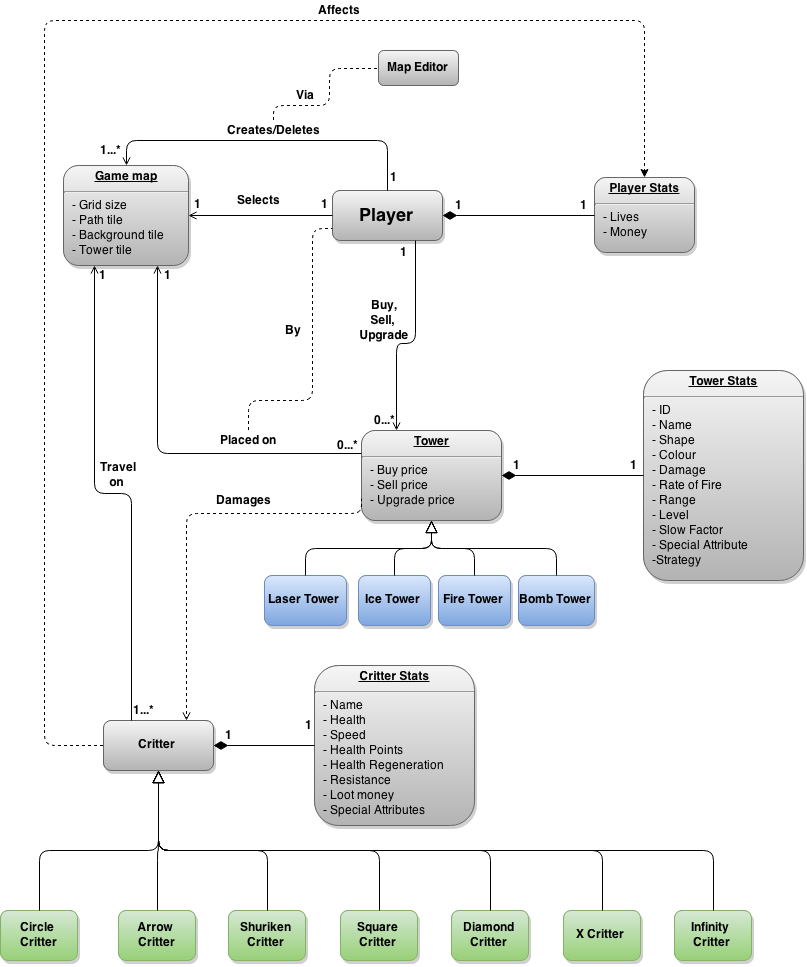 Affects
Map Editor
Via
Creates/Deletes
1...*
1
Game map
- Grid size
- Path tile
- Background tile
- Tower tile
1
Selects
1
Player
1
1
Player Stats
- Lives
- Money
1
1
1
Buy,
Sell,
Upgrade
By
0...*
Placed on
0...*
Tower
- Buy price
- Sell price
- Upgrade price
1
1
Tower Stats
- ID
- Name
- Shape
- Colour
- Damage
- Rate of Fire
- Range
- Level
- Slow Factor
- Special Attribute
-Strategy
Travel
on
Damages
Laser Tower
Ice Tower
Fire Tower
Bomb Tower
1...*
Critter
1
1
Critter Stats
- Name
- Health
- Speed
- Health Points
- Health Regeneration
- Resistance
- Loot money
- Special Attributes
Circle
Critter
Arrow
Critter
Shuriken
Critter
Square
Critter
Diamond
Critter
X Critter
Infinity
Critter